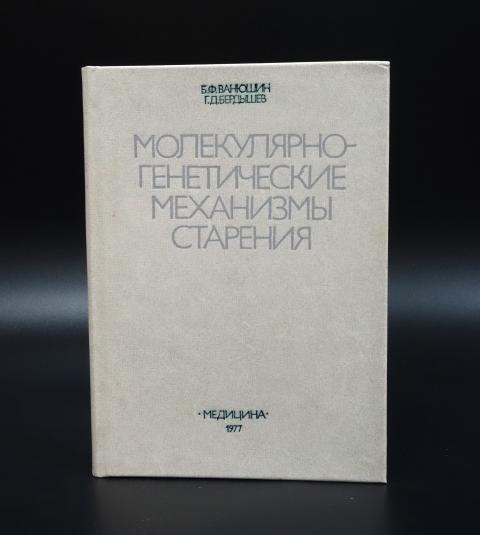 Б.Ф.ВАНЮШИН
Г.Д.БЕРДЫШЕВ
МОЛЕКУЛЯРНО-
ГЕНЕТИЧЕСКИЕ
МЕХАНИЗМЫ
СТАРЕНИЯ
·МЕДИЦИНА·
1977